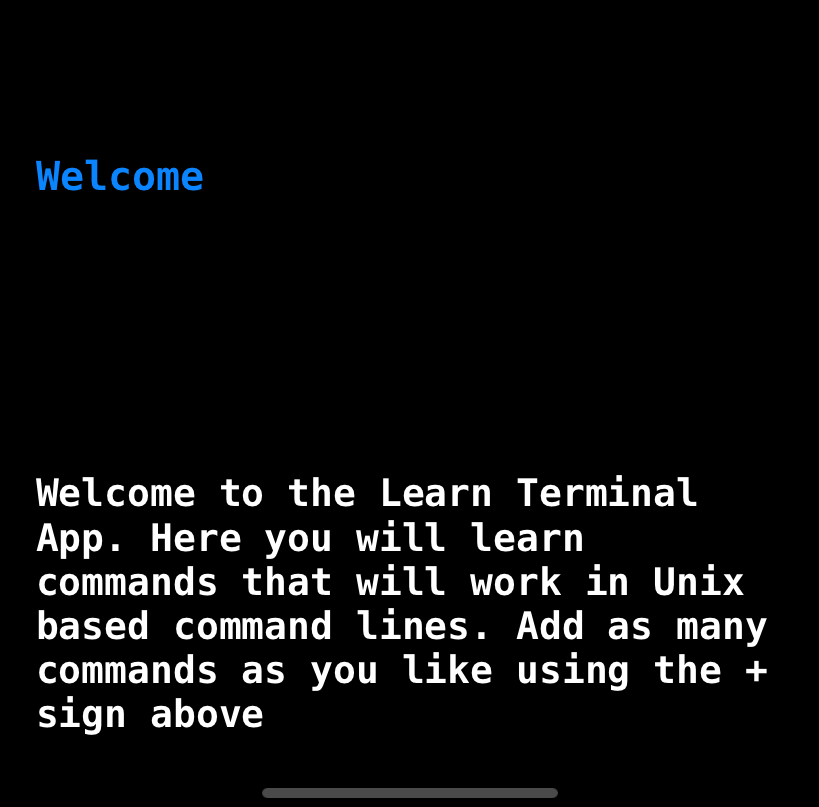 Welcome
Welcome to the Learn Terminal
App. Here you will learn
commands that will work in Unix
based command lines. Add as many
commands as you like using the +
sign above